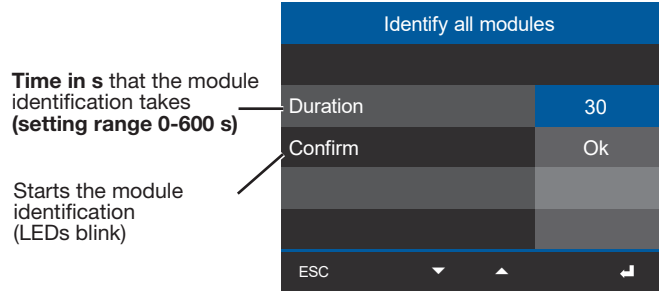 Identify all modules
Time in s that the module
identification takes
(setting range 0-600 s)
Duration 30
Confirm Ok
Starts the module
identification
(LEDs blink)
ESC